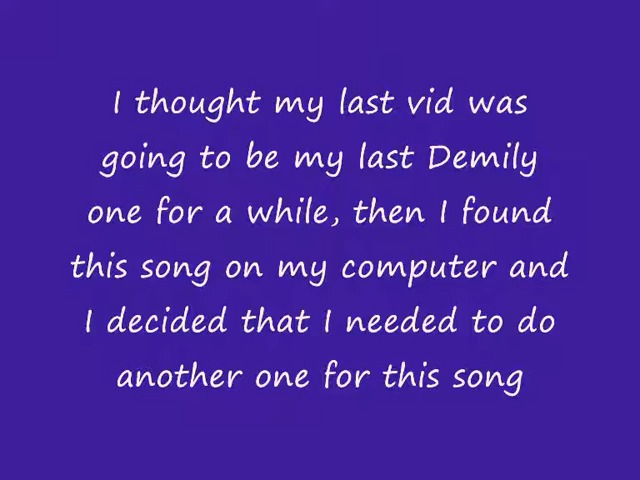 I thought my last vid was
going to be my last Demily
one for a while, then I found
this song on my computer and
I decided that I needed to do
another one for this song